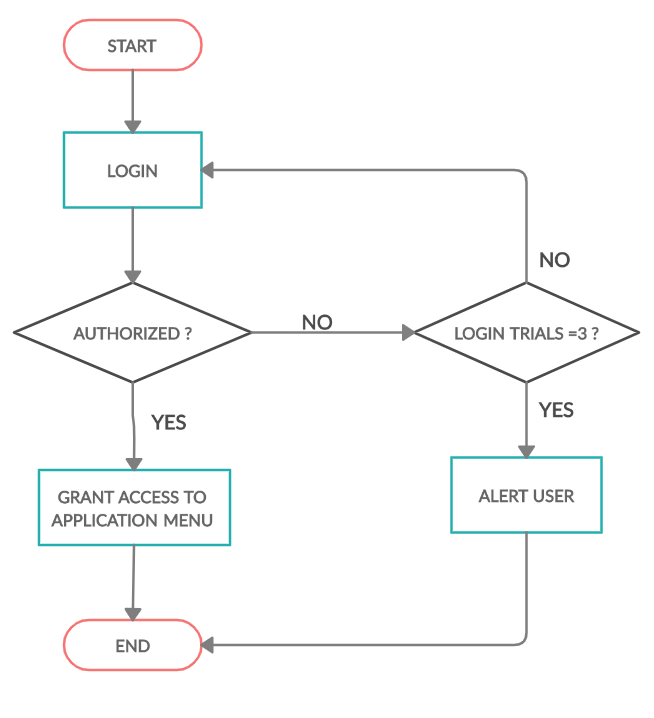 START
LOGIN
NO
AUTHORIZED ?
NO
LOGIN TRIALS =3 ?
YES
YES
GRANT ACCESS TO
APPLICATION MENU
ALERT USER
END